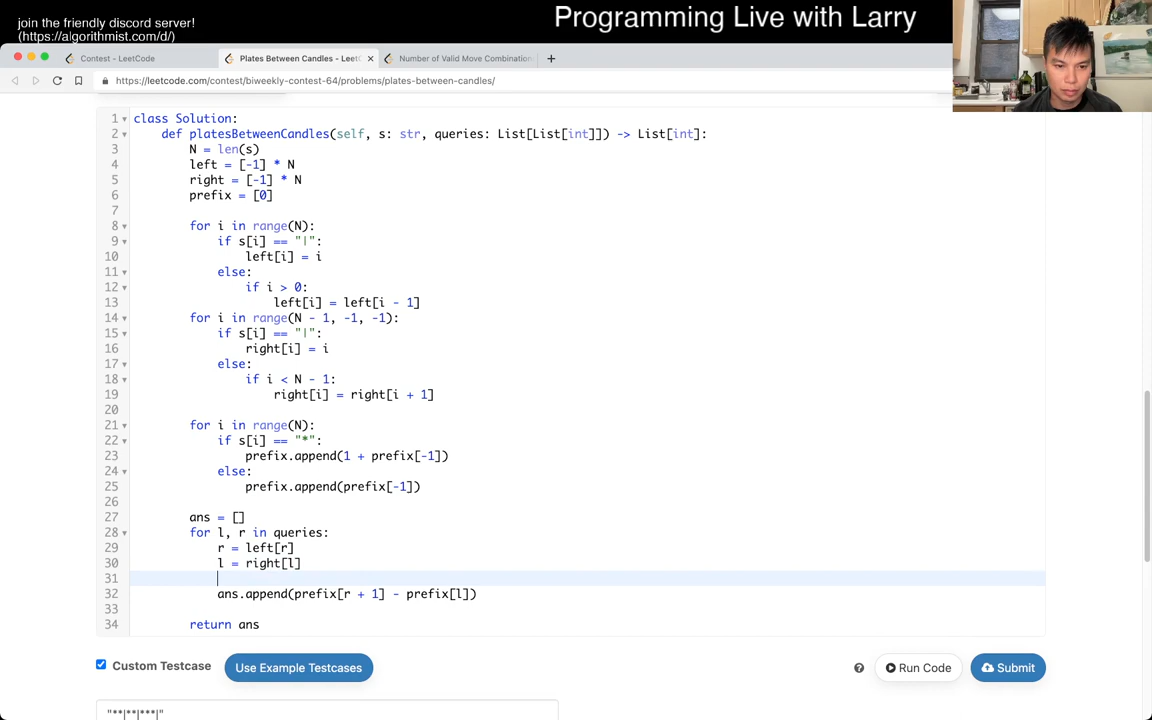 join the friendly discord server!
(https://algorithmist.com/d/)
Programming Live with Larry
Contest - LeetCode
Plates Between Candles - LeetC
Number of Valid Move Combination
https://leetcode.com/contest/biweekly-contest-64/problems/plates-between-candles/
1 class Solution:
2     def platesBetweenCandles(self, s: str, queries: List[List[int]]) -> List[int]:
3         N = len(s)
4         left = [-1] * N
5         right = [-1] * N
6         prefix = [0]
7
8         for i in range(N):
9             if s[i] == "|":
10                 left[i] = i
11             else:
12                 if i > 0:
13                     left[i] = left[i - 1]
14         for i in range(N - 1, -1, -1):
15             if s[i] == "|":
16                 right[i] = i
17             else:
18                 if i < N - 1:
19                     right[i] = right[i + 1]
20
21         for i in range(N):
22             if s[i] == "*":
23                 prefix.append(1 + prefix[-1])
24             else:
25                 prefix.append(prefix[-1])
26
27         ans = []
28         for l, r in queries:
29             r = left[r]
30             l = right[l]
31
32             ans.append(prefix[r + 1] - prefix[l])
33
34         return ans
Custom Testcase
Use Example Testcases
Run Code
Submit
"**|**|***|"